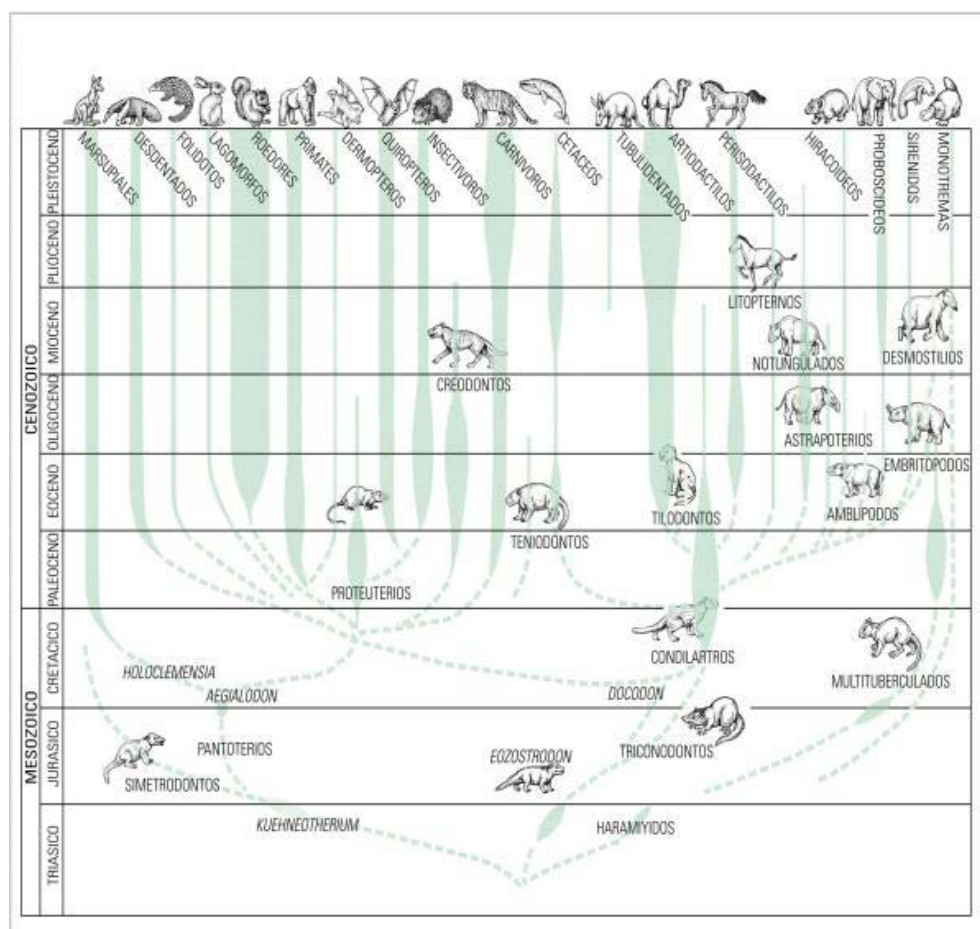 MARSUPIALES
DESDENTADOS
FOLIDOTOS
LAGOMORFOS
ROEDORES
PRIMATES
DERMOPTEROS
QUIROPTEROS
INSECTIVOROS
CARNIVOROS
CETACEOS
TUBULIDENTADOS
ARTIODACTILOS
PERISODACTILOS
HIRACOIDEOS
PROBOSCIDEOS
SIRENIDOS
MONOTREMAS
CENOZOICO
PLEISTOCENO
PLIOCENO
LITOPTERNOS
MIOCENO
CREODONTOS
NOTUNGULADOS
DESMOSTILIOS
OLIGOCENO
ASTRAPOTERIOS
EMBRITOPODOS
EOCENO
TENIODONTOS
TILODONTOS
AMBLIPODOS
PALEOCENO
PROTEUTERIOS
MESOZOICO
CRETACICO
HOLOCLEMENSIA
AEGIALODON
DOCODON
CONDILARTROS
MULTITUBERCULADOS
JURASICO
PANTOTERIOS
SIMETRODONTOS
EOZOSTRODON
TRICONODONTOS
TRIASICO
KUEHNEOTHERIUM
HARAMIYIDOS